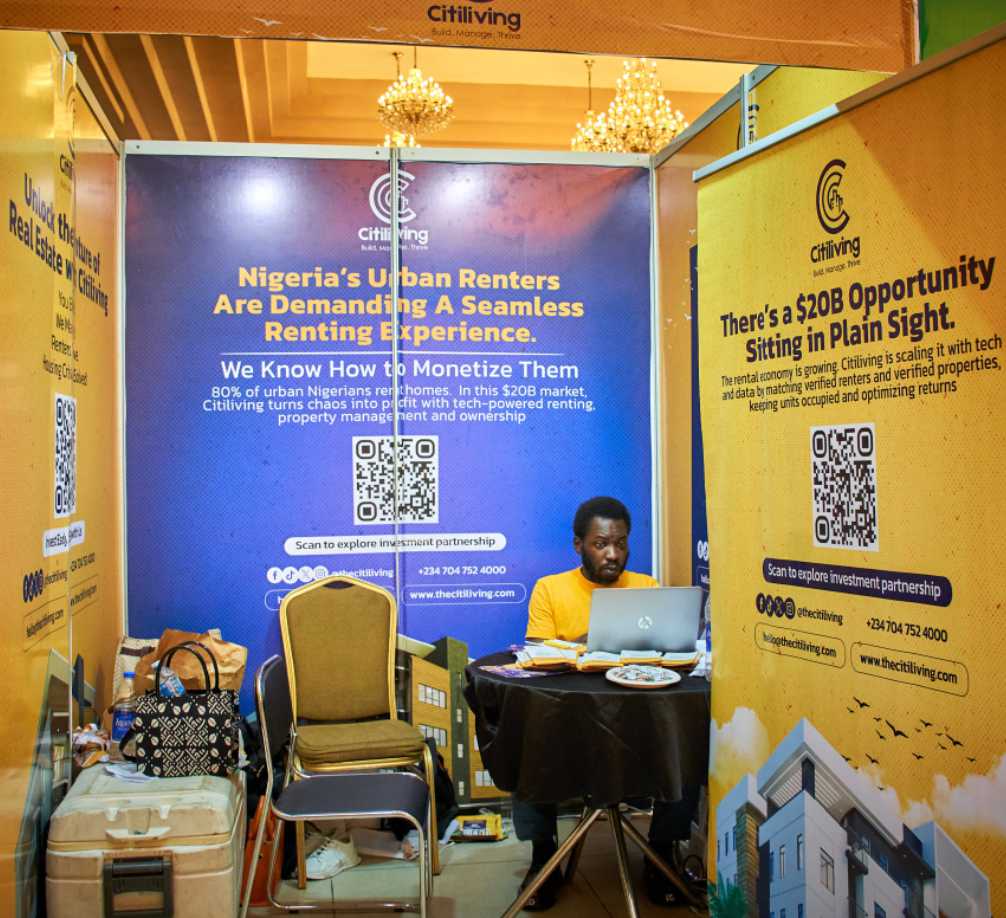 Citiliving
Build. Manage. Thrive
Unlock the
Real Estate w
Citiliving
Citiliving
Nigeria's Urban Renters
Are Demanding A Seamless
Renting Experience.
We Know How to Monetize Them
80% of urban Nigerians rent homes. In this $20B market,
Citiliving turns chaos into profit with tech-powered renting,
property management and ownership
Scan to explore investment partnership
@thecitiliving
+234 704 752 4000
www.thecitiliving.com
Citiliving
Build. Manage. Thrive
There's a $20B Opportunity
Sitting in Plain Sight.
The rental economy is growing. Citiliving is scaling it with tech
and data by matching verified renters and verified properties,
keeping units occupied and optimizing returns
Scan to explore investment partnership
@thecitiliving
+234 704 752 4000
hello@thecitiliving.com
www.thecitiliving.com
hp